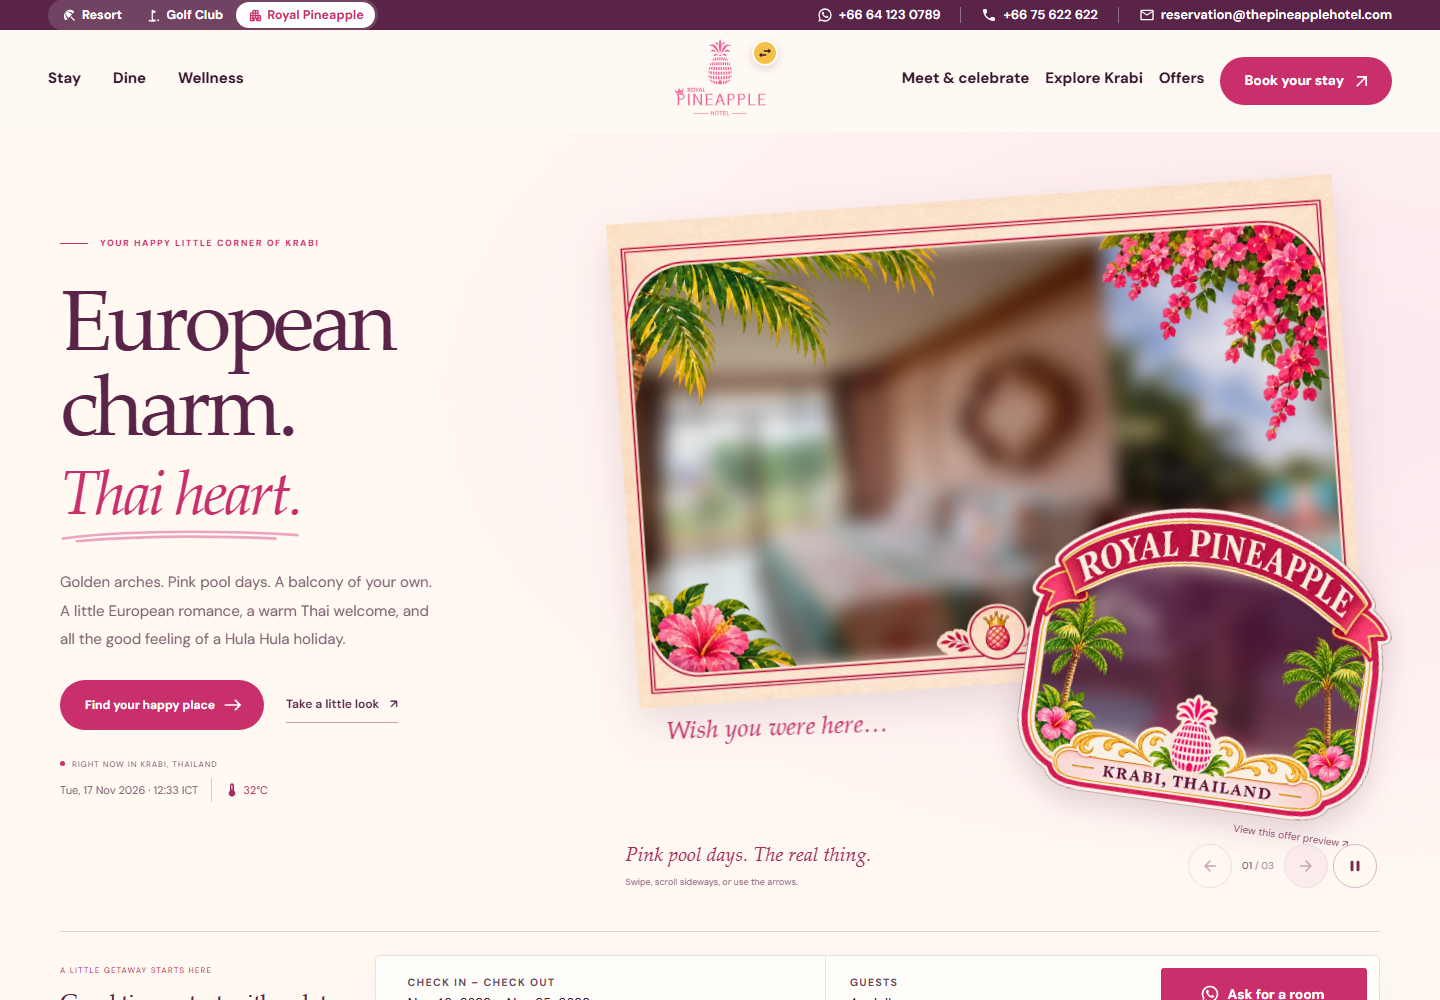 Resort
Golf Club
Royal Pineapple
+66 64 123 0789
+66 75 622 622
reservation@thepineapplehotel.com
Stay
Dine
Wellness
ROYAL
PINEAPPLE
HOTEL
Meet & celebrate
Explore Krabi
Offers
Book your stay
YOUR HAPPY LITTLE CORNER OF KRABI
European
charm.
Thai heart.
Golden arches. Pink pool days. A balcony of your own.
A little European romance, a warm Thai welcome, and
all the good feeling of a Hula Hula holiday.
Find your happy place
Take a little look
RIGHT NOW IN KRABI, THAILAND
Tue, 17 Nov 2026 · 12:33 ICT
32°C
ROYAL PINEAPPLE
KRABI, THAILAND
Wish you were here...
View this offer preview
Pink pool days. The real thing.
Swipe, scroll sideways, or use the arrows.
01 / 03
A LITTLE GETAWAY STARTS HERE
CHECK IN – CHECK OUT
GUESTS
Ask for a room